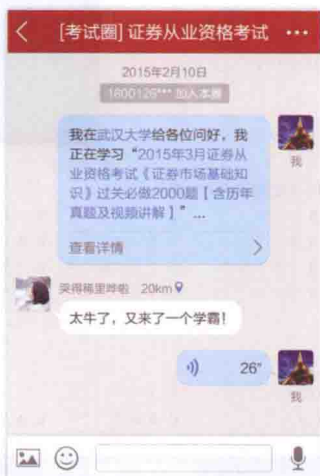 [考试圈] 证券从业资格考试
2015年2月10日
1800126*** 加入本圈
我在武汉大学给各位问好，我
正在学习“2015年3月证券从
业资格考试《证券市场基础知
识》过关必做2000题【含历年
真题及视频讲解】” ...
我
查看详情
哭得稀里哗啦 20km
太牛了，又来了一个学霸！
26"
我